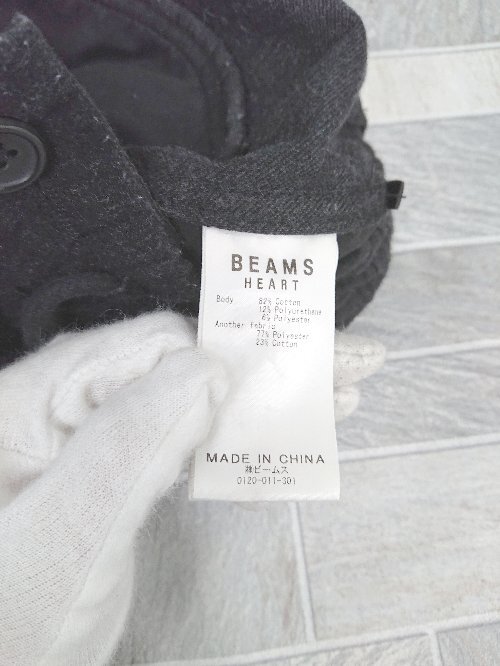 BEAMS
HEART
Body 82% Cotton
12% Polyurethane
6% Polyester
Another fabric
77% Polyester
23% Cotton
MADE IN CHINA
㈱ビームス
0120-011-301